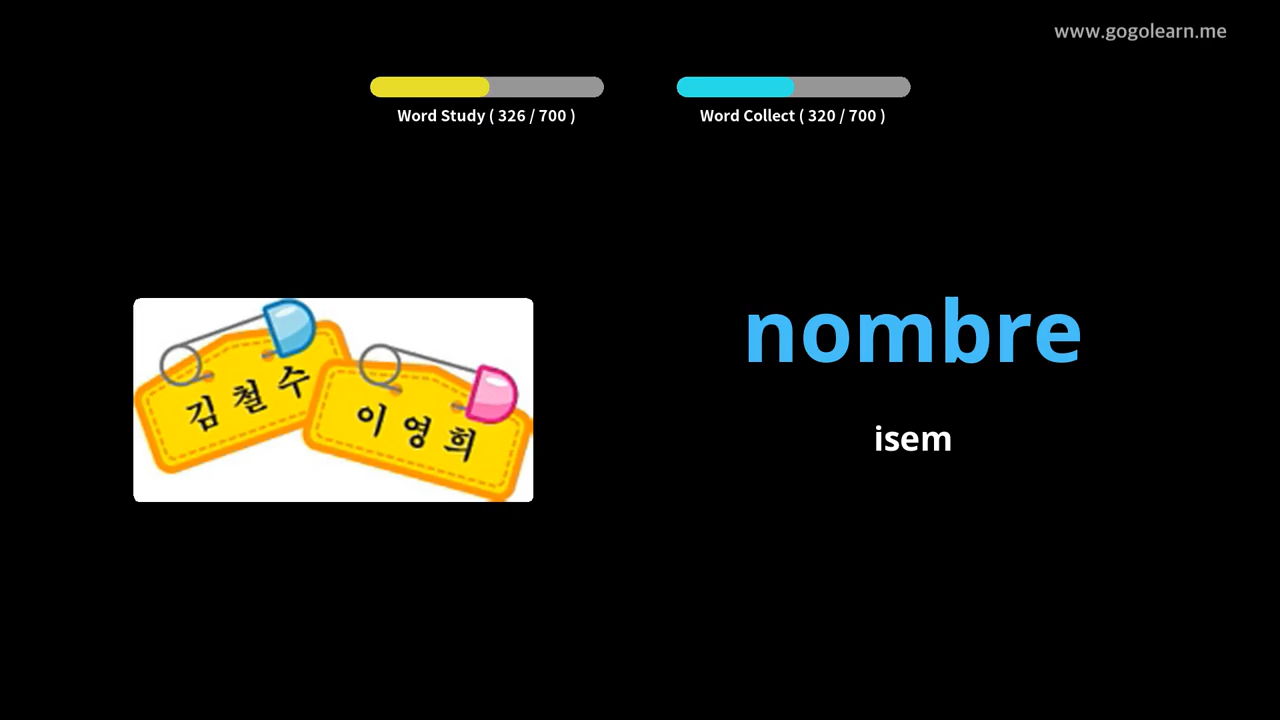 www.gogolearn.me
Word Study ( 326 / 700 )
Word Collect ( 320 / 700 )
김철수
이영희
nombre
isem